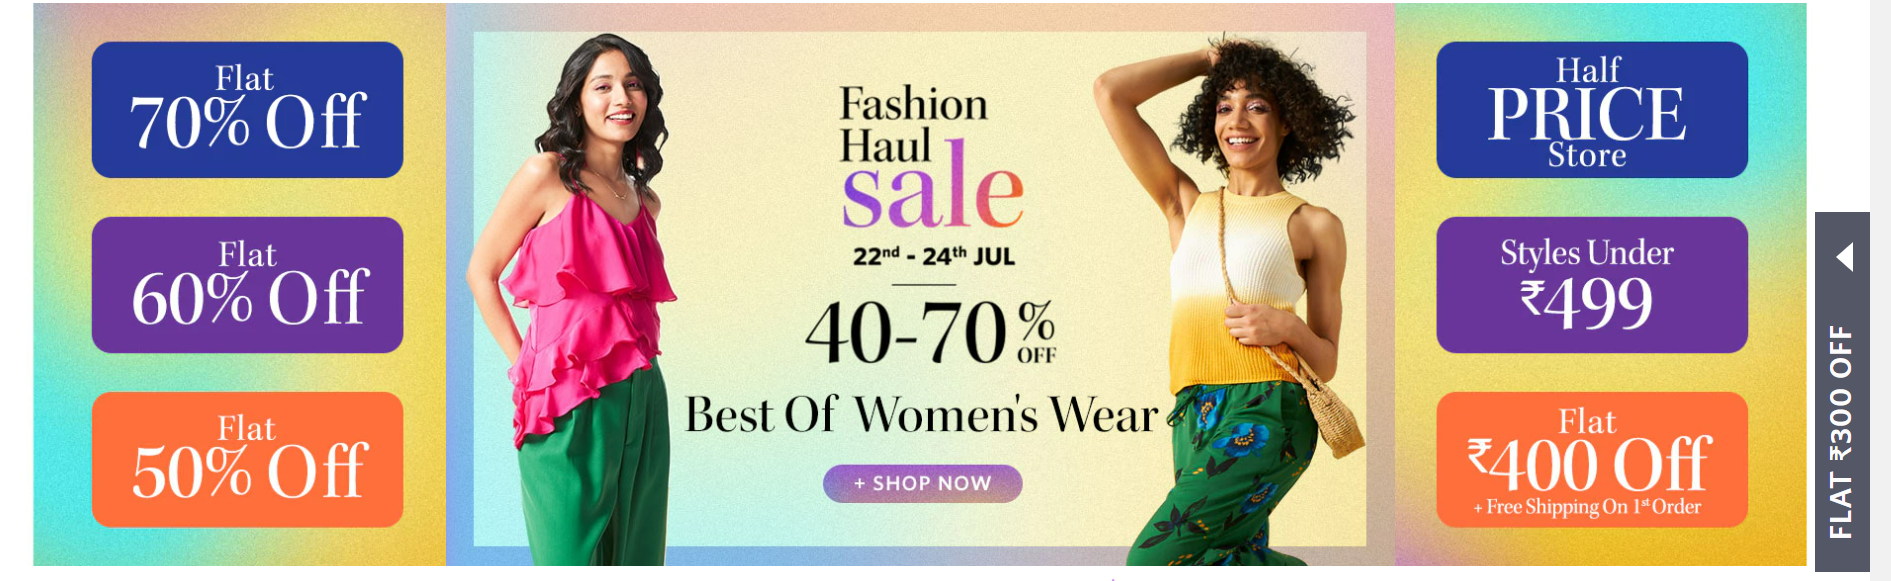 Flat
70% Off
Flat
60% Off
Flat
50% Off
Fashion
Haul
sale
22nd - 24th JUL
40-70%
OFF
Best Of Women's Wear
+ SHOP NOW
Half
PRICE
Store
Styles Under
₹499
Flat
₹400 Off
+ Free Shipping On 1st Order
FLAT ₹300 OFF